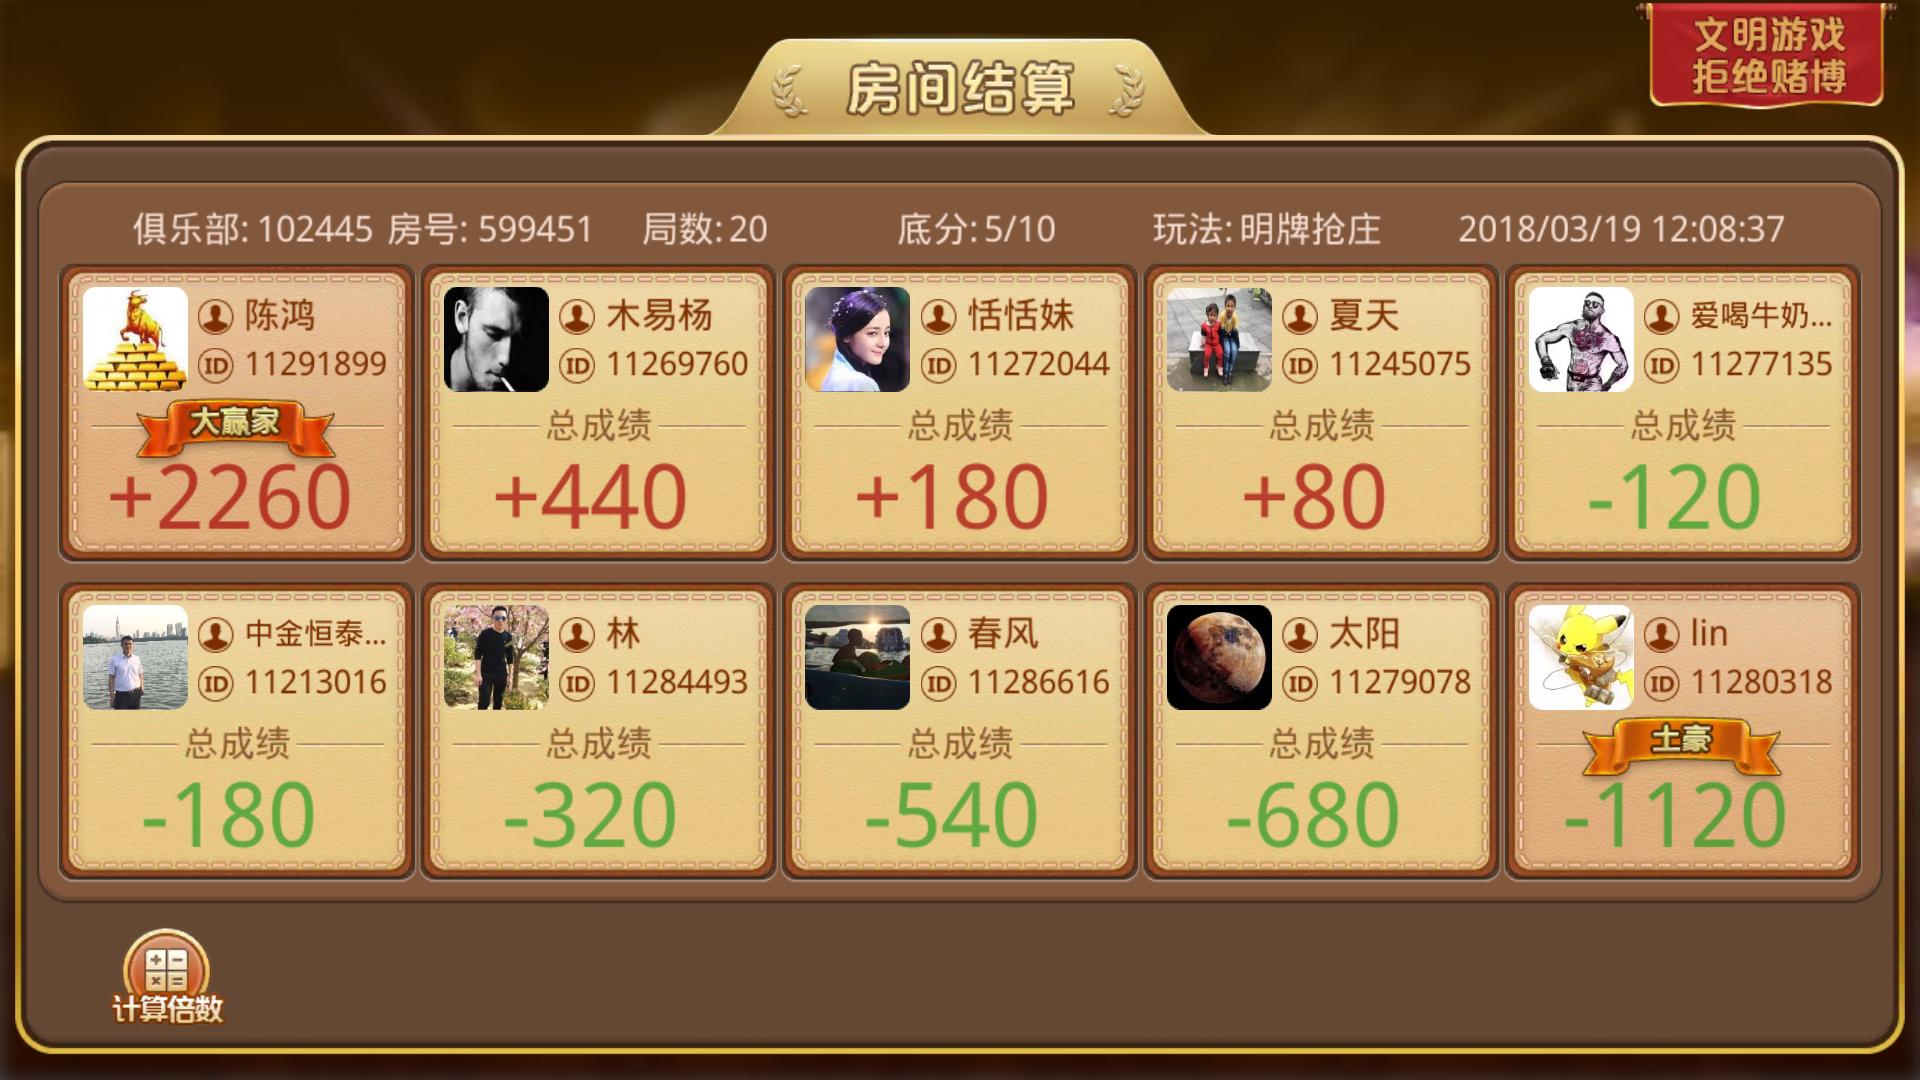 文明游戏
拒绝赌博
房间结算
俱乐部: 102445 房号: 599451 局数: 20 底分: 5/10 玩法: 明牌抢庄 2018/03/19 12:08:37
陈鸿
ID 11291899
大赢家
+2260
木易杨
ID 11269760
总成绩
+440
恬恬妹
ID 11272044
总成绩
+180
夏天
ID 11245075
总成绩
+80
爱喝牛奶...
ID 11277135
总成绩
-120
中金恒泰...
ID 11213016
总成绩
-180
林
ID 11284493
总成绩
-320
春风
ID 11286616
总成绩
-540
太阳
ID 11279078
总成绩
-680
lin
ID 11280318
土豪
-1120
计算倍数